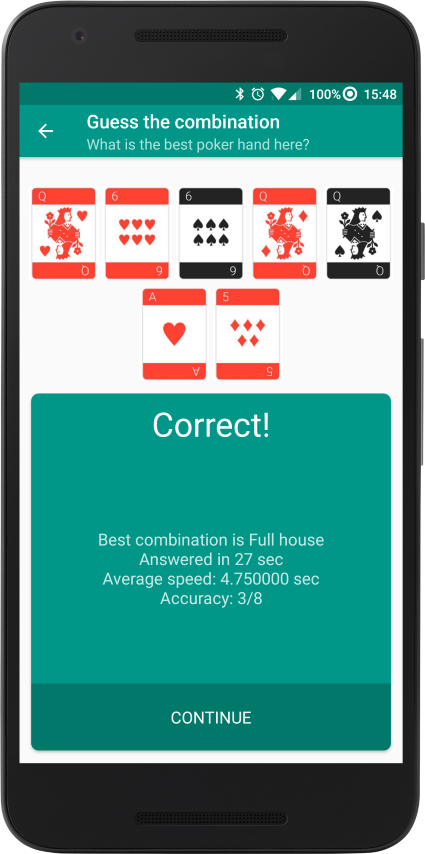 100% 15:48
Guess the combination
What is the best poker hand here?
Q 6 6 Q Q
Q 6 6 Q Q
A 5
A 5
Correct!
Best combination is Full house
Answered in 27 sec
Average speed: 4.750000 sec
Accuracy: 3/8
CONTINUE